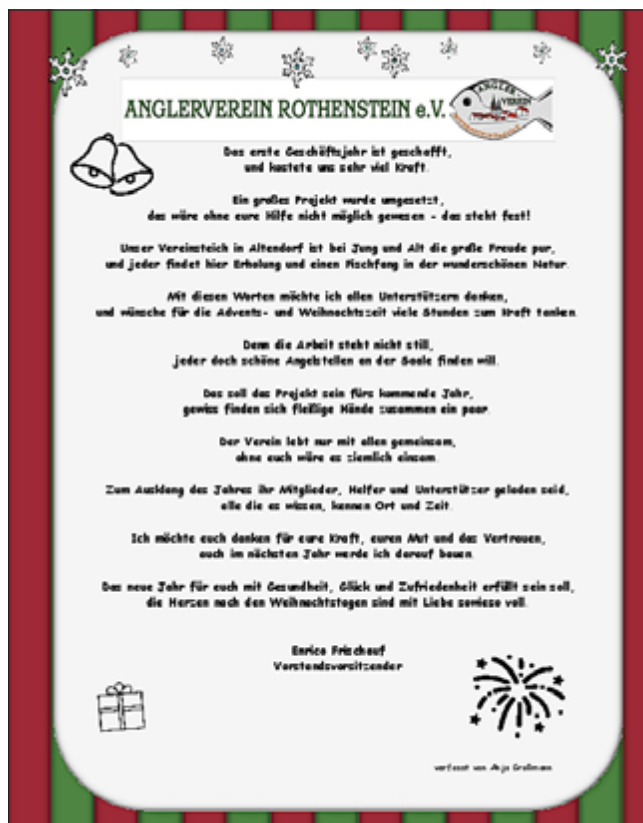 ANGLERVEREIN ROTHENSTEIN e.V.
ANGLER
VEREIN
Das erste Geschäftsjahr ist geschafft,
und kostete uns sehr viel Kraft.
Ein großes Projekt wurde umgesetzt,
das wäre ohne eure Hilfe nicht möglich gewesen - das steht fest!
Unser Vereinsteich in Altendorf ist bei Jung und Alt die große Freude pur,
und jeder findet hier Erholung und einen Fischfang in der wunderschönen Natur.
Mit diesen Worten möchte ich allen Unterstützern danken,
und wünsche für die Advents- und Weihnachtszeit viele Stunden zum Kraft tanken.
Denn die Arbeit steht nicht still,
jeder doch schöne Angelstellen an der Saale finden will.
Das soll das Projekt sein fürs kommende Jahr,
gewiss finden sich fleißige Hände zusammen ein paar.
Der Verein lebt nur mit allen gemeinsam,
ohne euch wäre es ziemlich einsam.
Zum Ausklang des Jahres ihr Mitglieder, Helfer und Unterstützer geladen seid,
alle die es wissen, kennen Ort und Zeit.
Ich möchte euch danken für eure Kraft, euren Mut und das Vertrauen,
auch im nächsten Jahr werde ich darauf bauen.
Das neue Jahr für euch mit Gesundheit, Glück und Zufriedenheit erfüllt sein soll,
die Herzen nach den Weihnachtstagen sind mit Liebe sowieso voll.
Enrico Frischauf
Vorstandsvorsitzender
verfasst von Anja Großmann